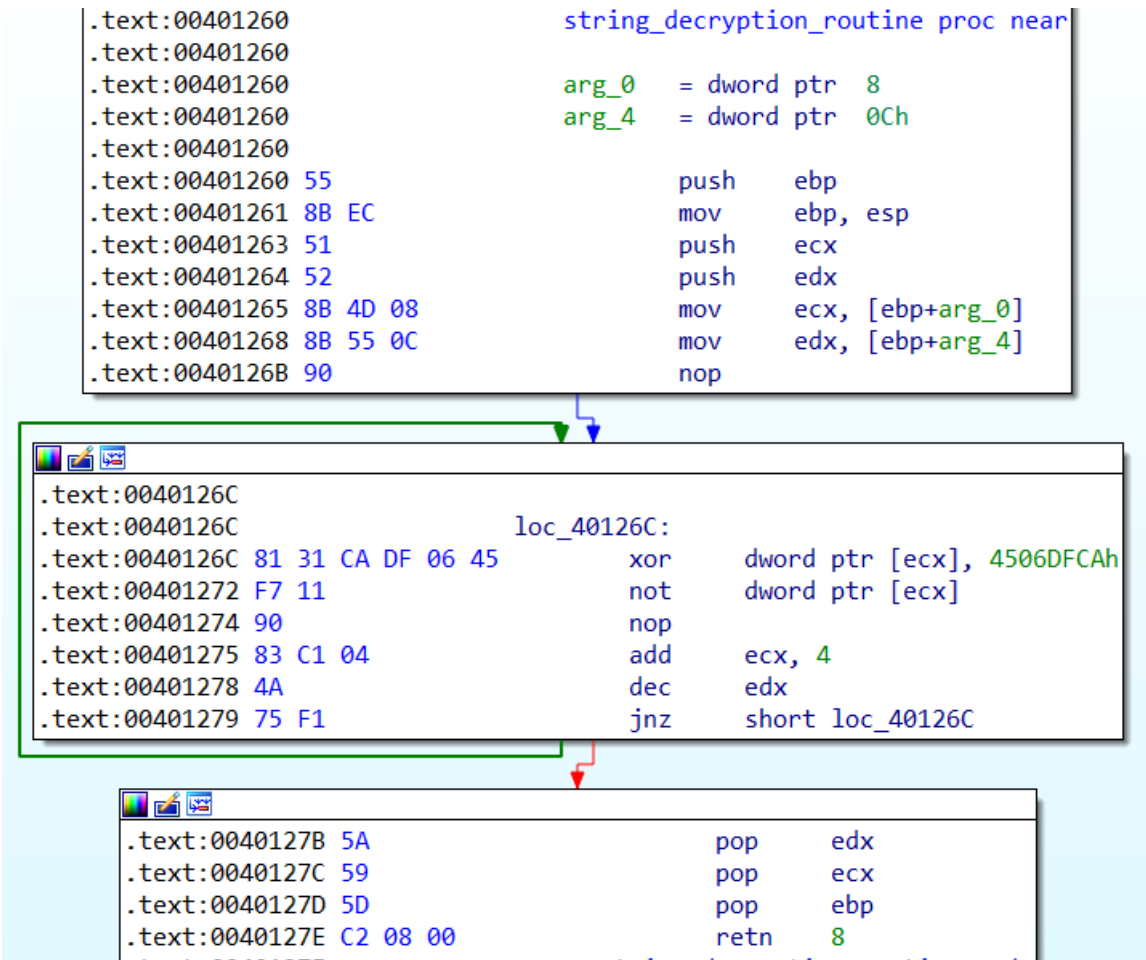 .text:00401260 string_decryption_routine proc near
.text:00401260
.text:00401260 arg_0 = dword ptr 8
.text:00401260 arg_4 = dword ptr 0Ch
.text:00401260
.text:00401260 55 push ebp
.text:00401261 8B EC mov ebp, esp
.text:00401263 51 push ecx
.text:00401264 52 push edx
.text:00401265 8B 4D 08 mov ecx, [ebp+arg_0]
.text:00401268 8B 55 0C mov edx, [ebp+arg_4]
.text:0040126B 90 nop
.text:0040126C
.text:0040126C loc_40126C:
.text:0040126C 81 31 CA DF 06 45 xor dword ptr [ecx], 4506DFCAh
.text:00401272 F7 11 not dword ptr [ecx]
.text:00401274 90 nop
.text:00401275 83 C1 04 add ecx, 4
.text:00401278 4A dec edx
.text:00401279 75 F1 jnz short loc_40126C
.text:0040127B 5A pop edx
.text:0040127C 59 pop ecx
.text:0040127D 5D pop ebp
.text:0040127E C2 08 00 retn 8